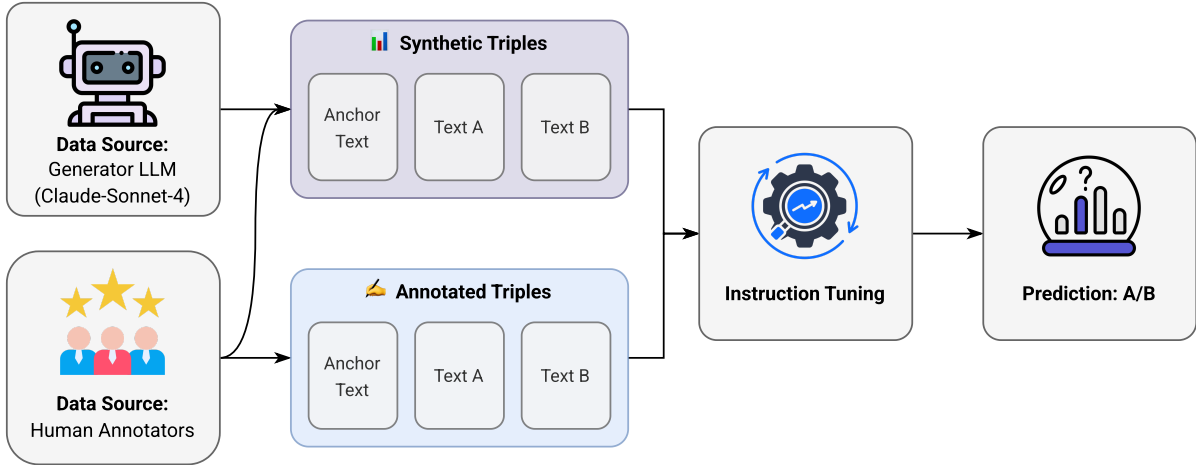 Data Source:
Generator LLM
(Claude-Sonnet-4)
Synthetic Triples
Anchor
Text
Text A
Text B
Data Source:
Human Annotators
Annotated Triples
Anchor
Text
Text A
Text B
Instruction Tuning
?
Prediction: A/B